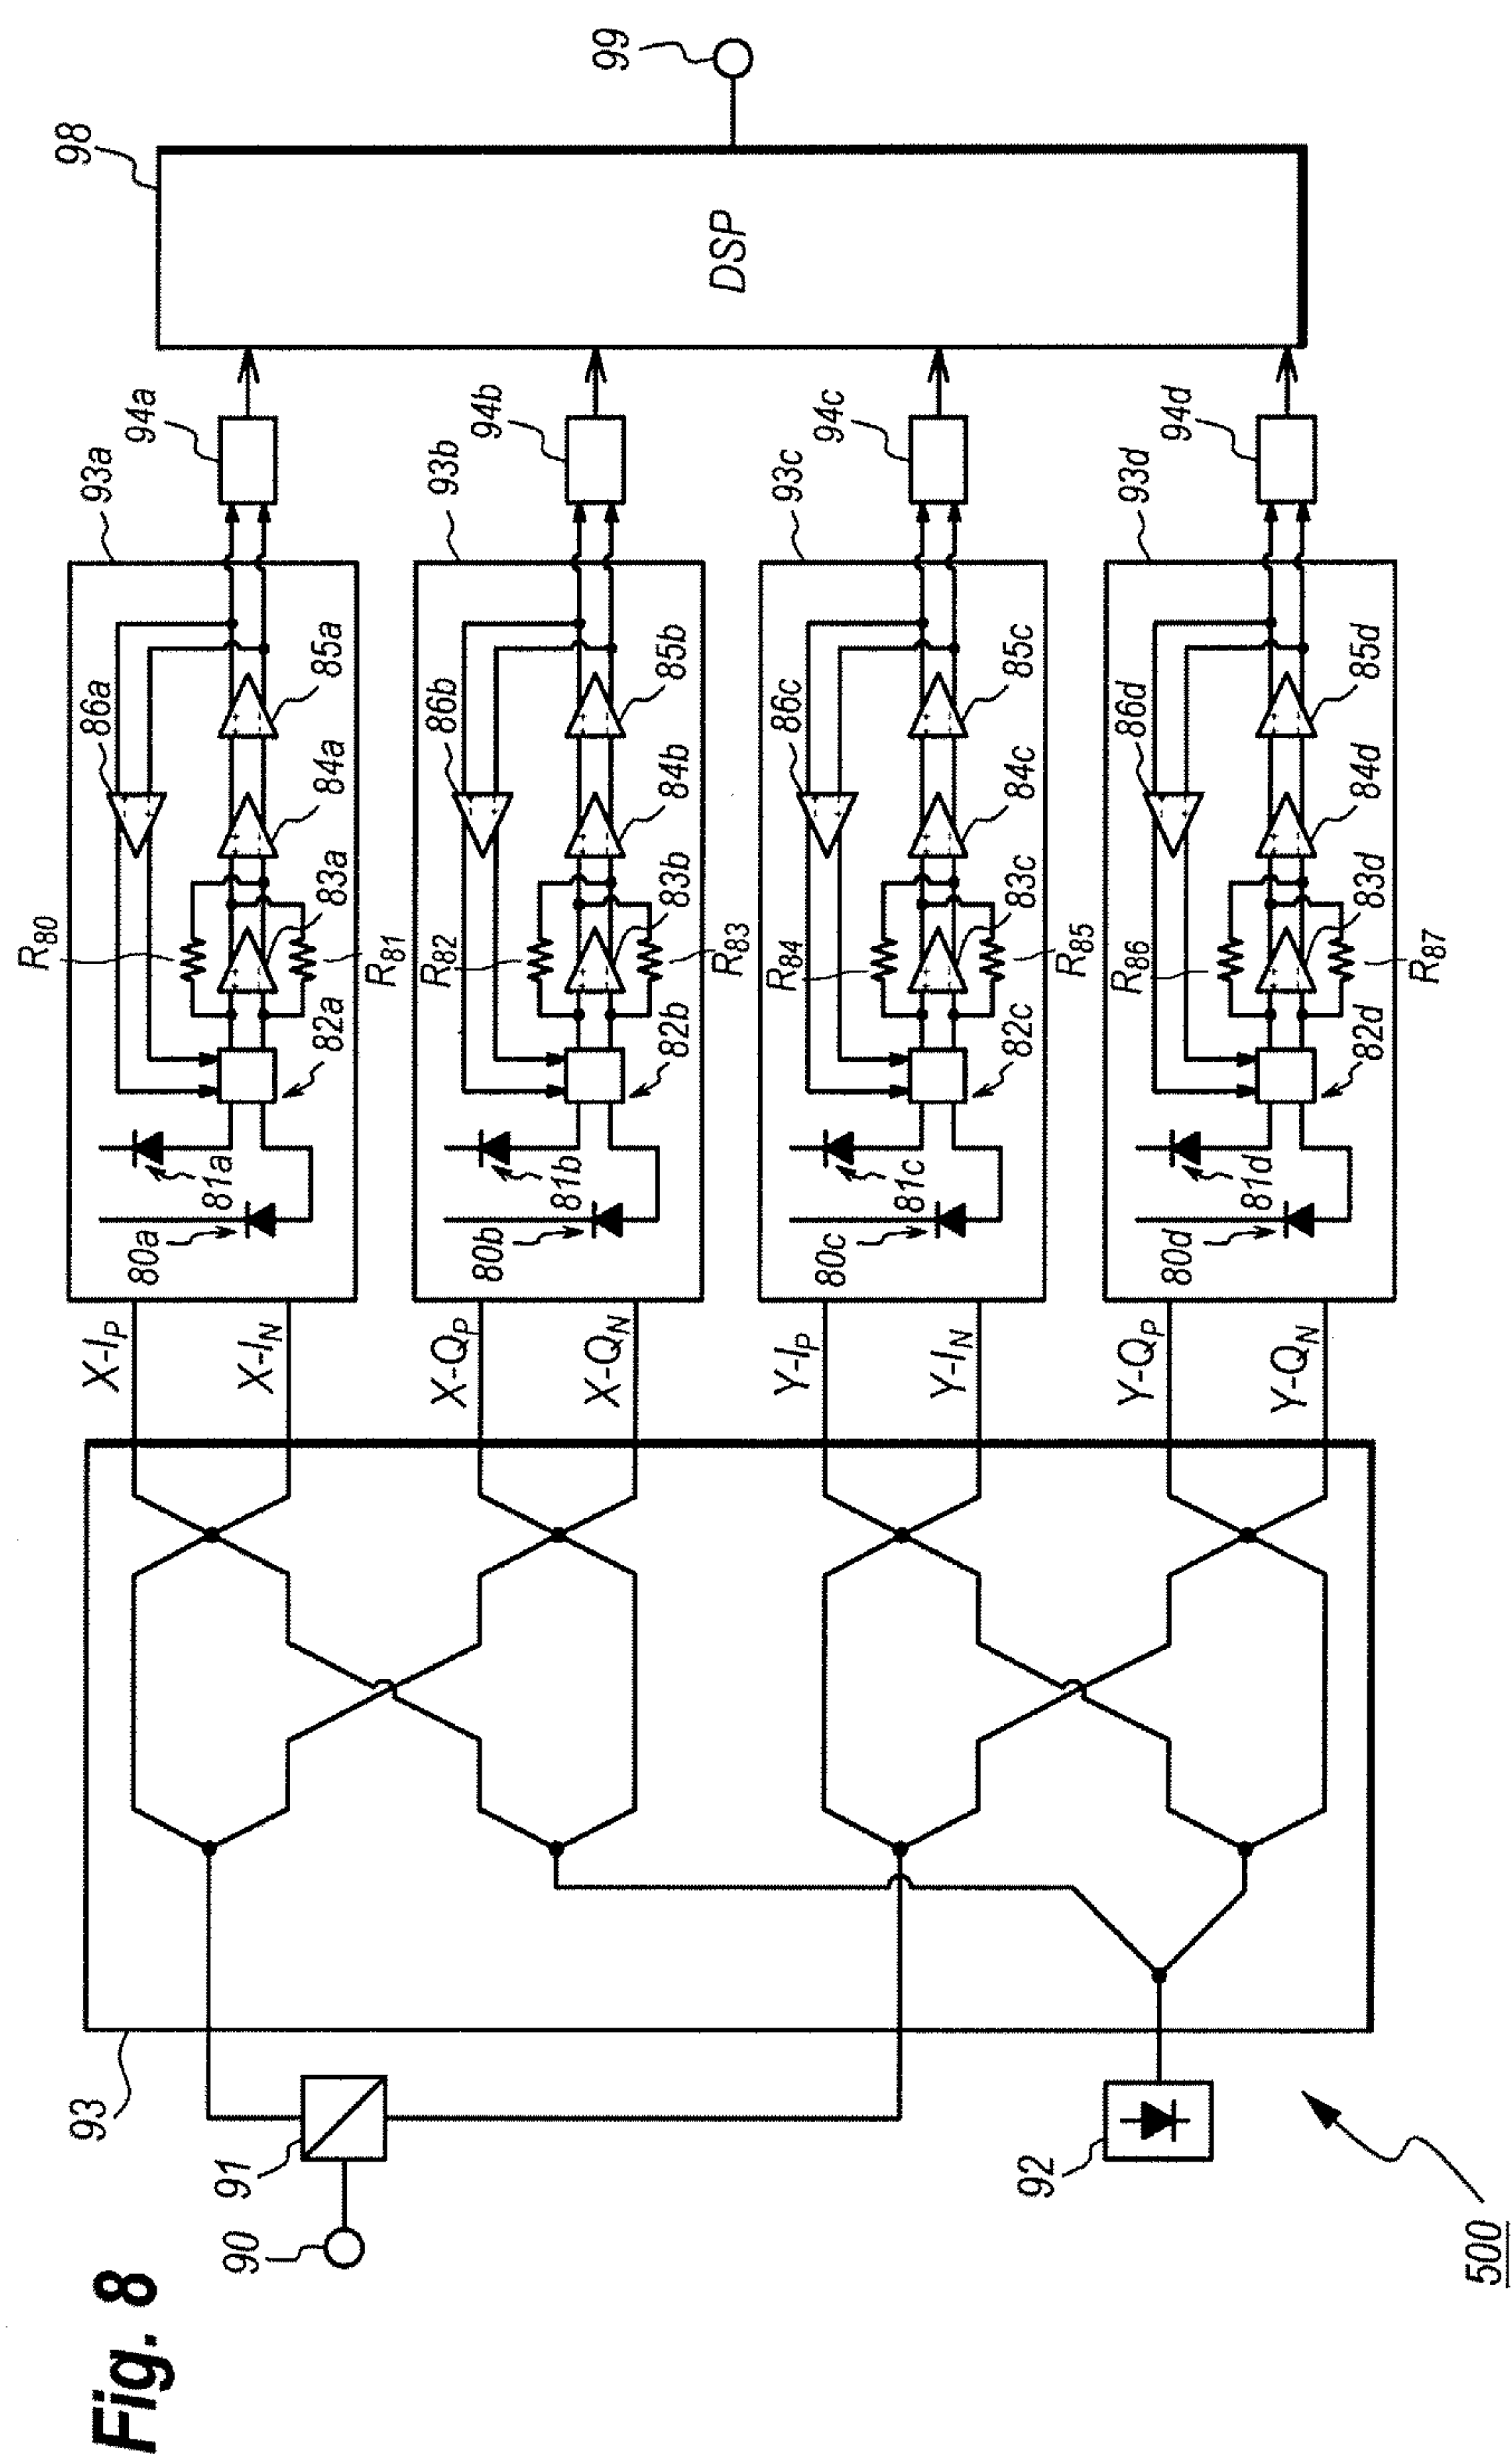 Fig. 8
90
91
92
93
500
X-IP
X-IN
X-QP
X-QN
Y-IP
Y-IN
Y-QP
Y-QN
93a
80a
81a
82a
R80
R81
83a
84a
85a
86a
94a
93b
80b
81b
82b
R82
R83
83b
84b
85b
86b
94b
93c
80c
81c
82c
R84
R85
83c
84c
85c
86c
94c
93d
80d
81d
82d
R86
R87
83d
84d
85d
86d
94d
98
DSP
99